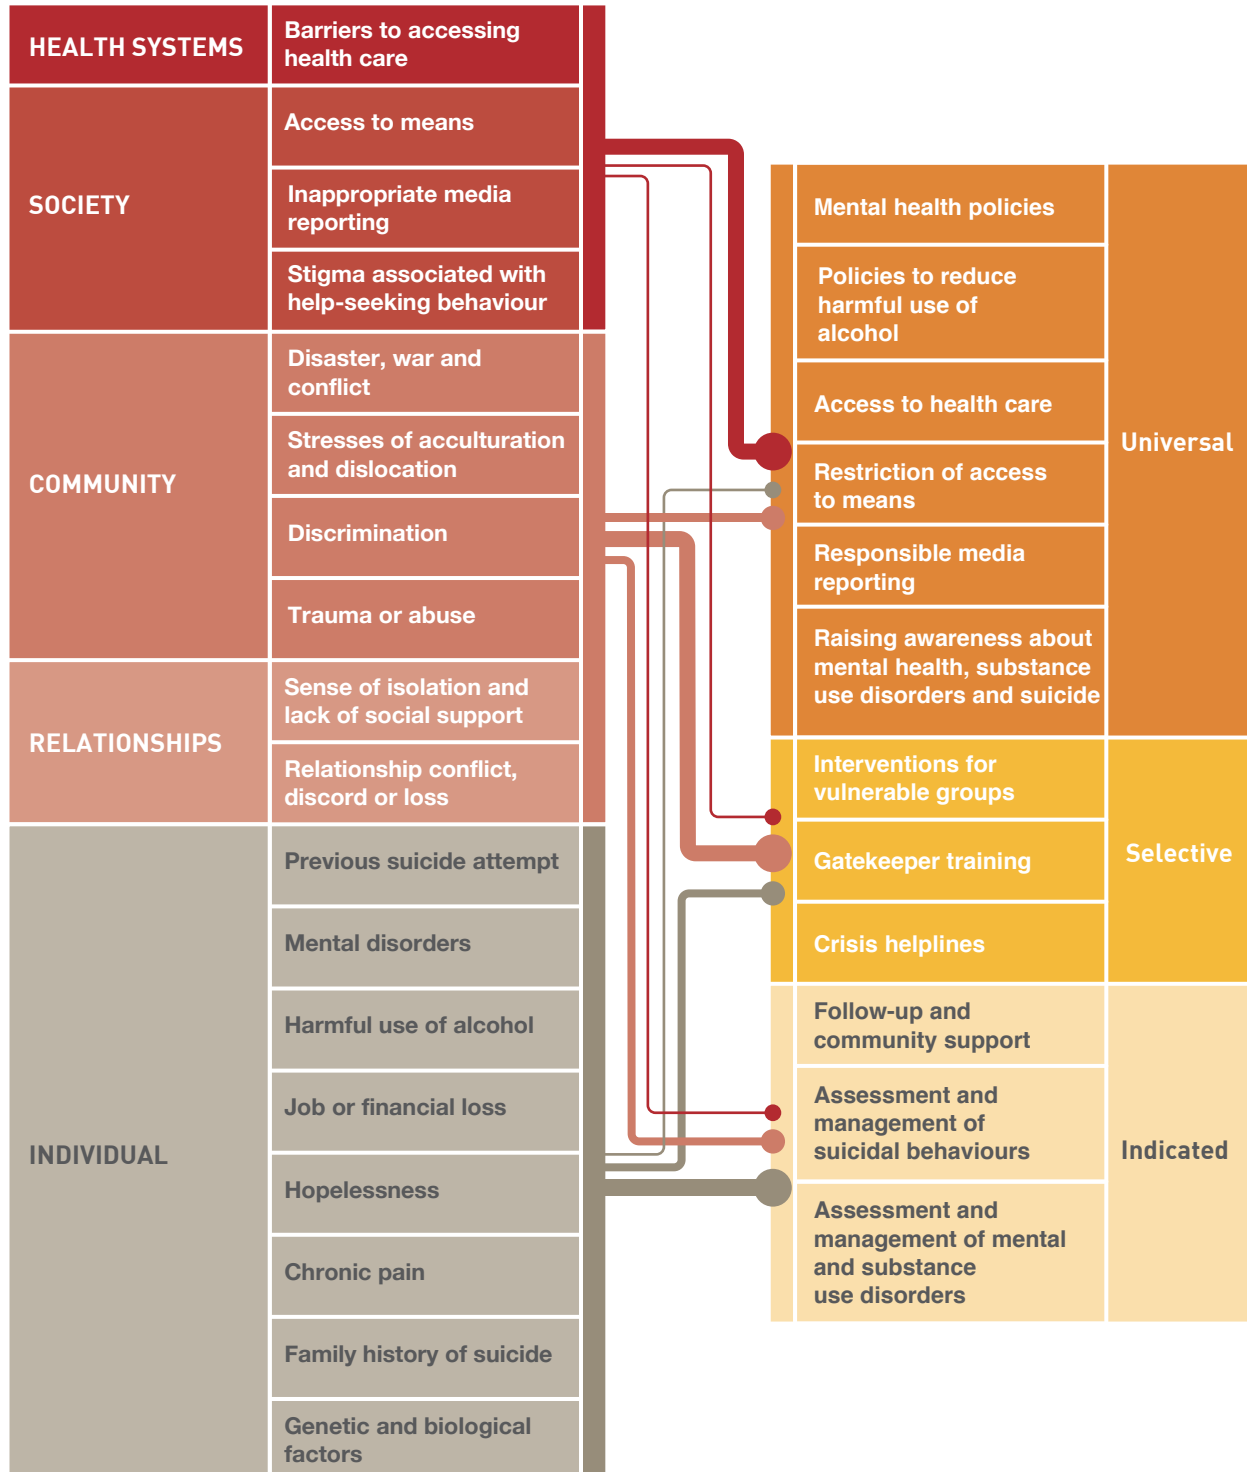 HEALTH SYSTEMS
Barriers to accessing
health care
SOCIETY
Access to means
Inappropriate media
reporting
Stigma associated with
help-seeking behaviour
COMMUNITY
Disaster, war and
conflict
Stresses of acculturation
and dislocation
Discrimination
Trauma or abuse
RELATIONSHIPS
Sense of isolation and
lack of social support
Relationship conflict,
discord or loss
INDIVIDUAL
Previous suicide attempt
Mental disorders
Harmful use of alcohol
Job or financial loss
Hopelessness
Chronic pain
Family history of suicide
Genetic and biological
factors
Mental health policies
Policies to reduce
harmful use of
alcohol
Access to health care
Restriction of access
to means
Responsible media
reporting
Raising awareness about
mental health, substance
use disorders and suicide
Universal
Interventions for
vulnerable groups
Gatekeeper training
Crisis helplines
Selective
Follow-up and
community support
Assessment and
management of
suicidal behaviours
Assessment and
management of mental
and substance
use disorders
Indicated